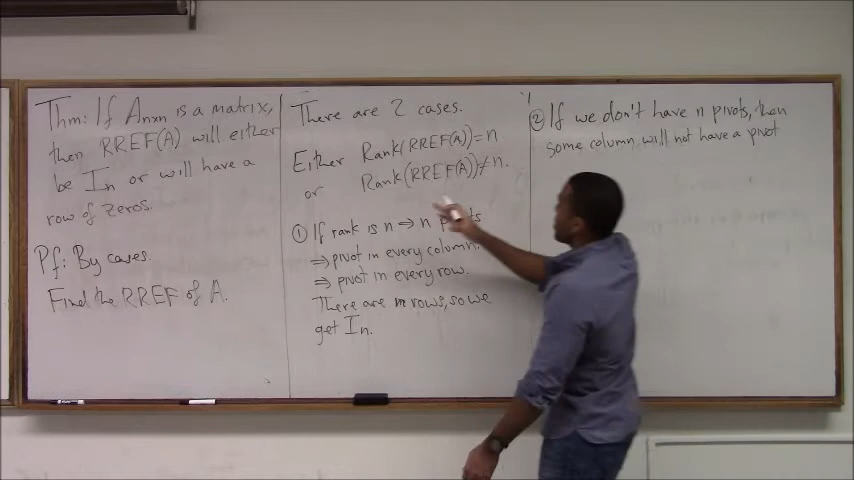 Thm: If Anxn is a matrix,
then RREF(A) will either
be In or will have a
row of zeros.
Pf: By cases.
Find the RREF of A.
There are 2 cases.
Either Rank(RREF(A))=n
or Rank(RREF(A))≠n.
① If rank is n ⇒ n pivots
⇒ pivot in every column.
⇒ pivot in every row.
There are n rows, so we
get In.
② If we don't have n pivots, then
some column will not have a pivot